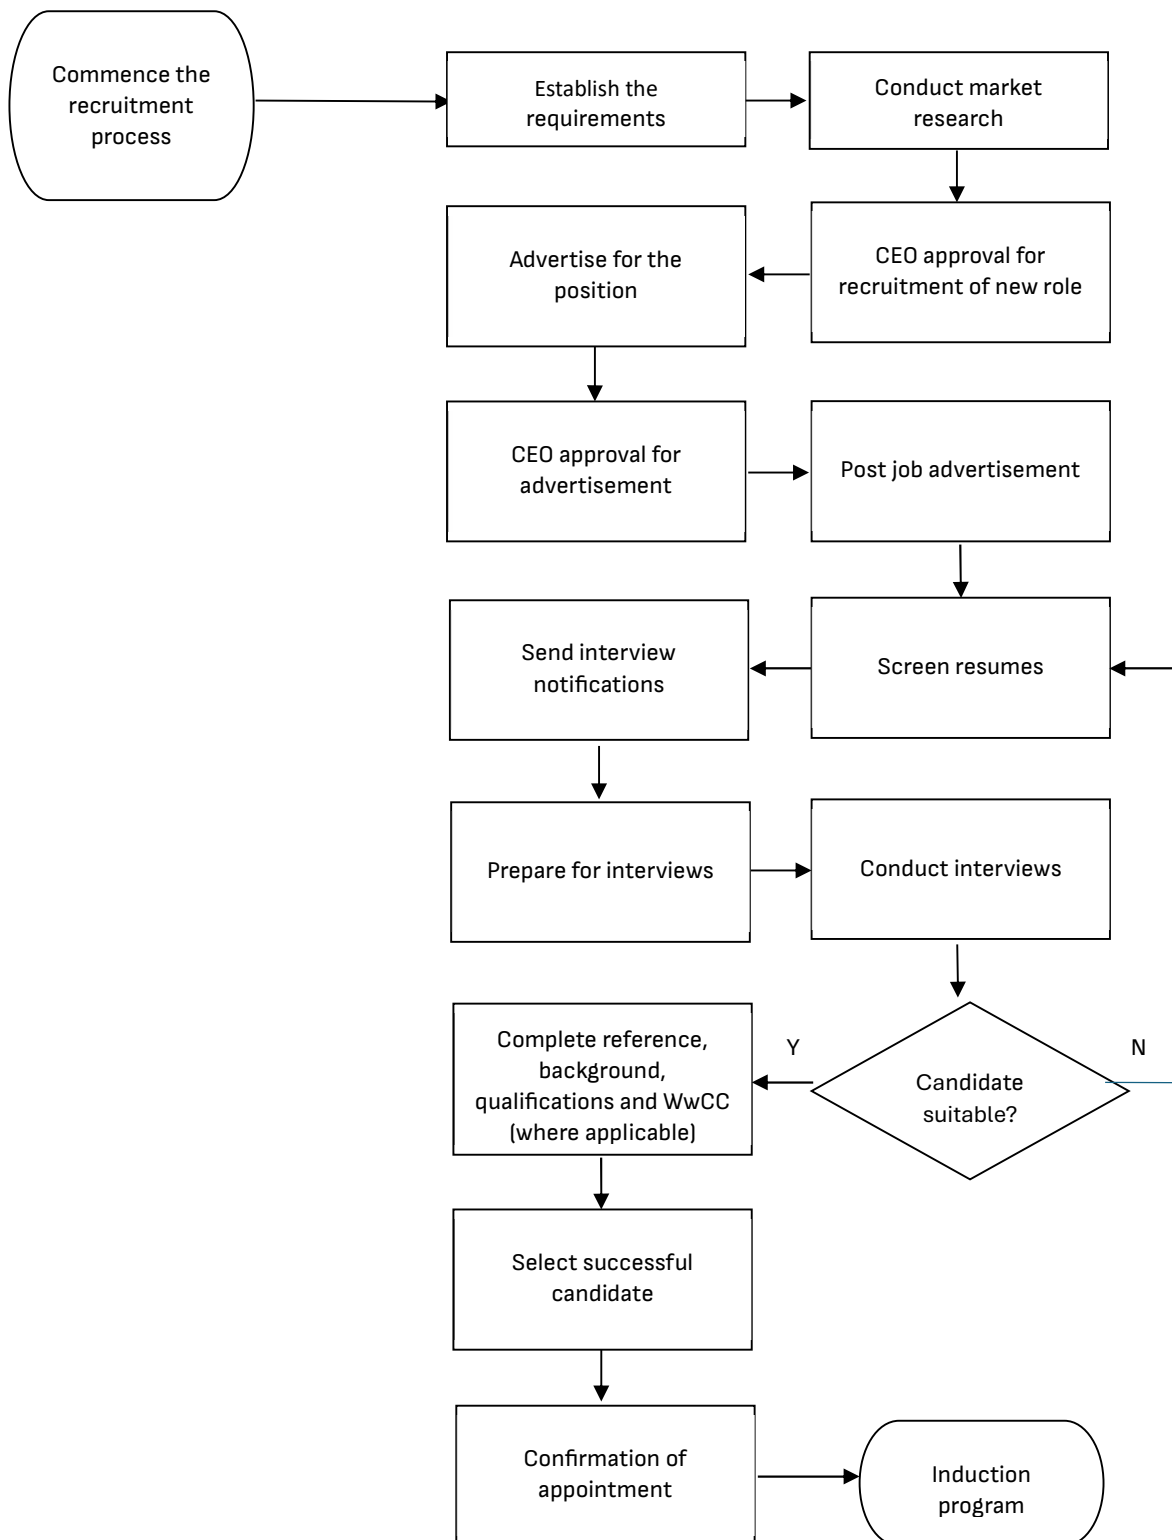 Commence the
recruitment
process
Establish the
requirements
Conduct market
research
CEO approval for
recruitment of new role
Advertise for the
position
CEO approval for
advertisement
Post job advertisement
Screen resumes
Send interview
notifications
Prepare for interviews
Conduct interviews
Candidate
suitable?
Y
N
Complete reference,
background,
qualifications and WwCC
(where applicable)
Select successful
candidate
Confirmation of
appointment
Induction
program